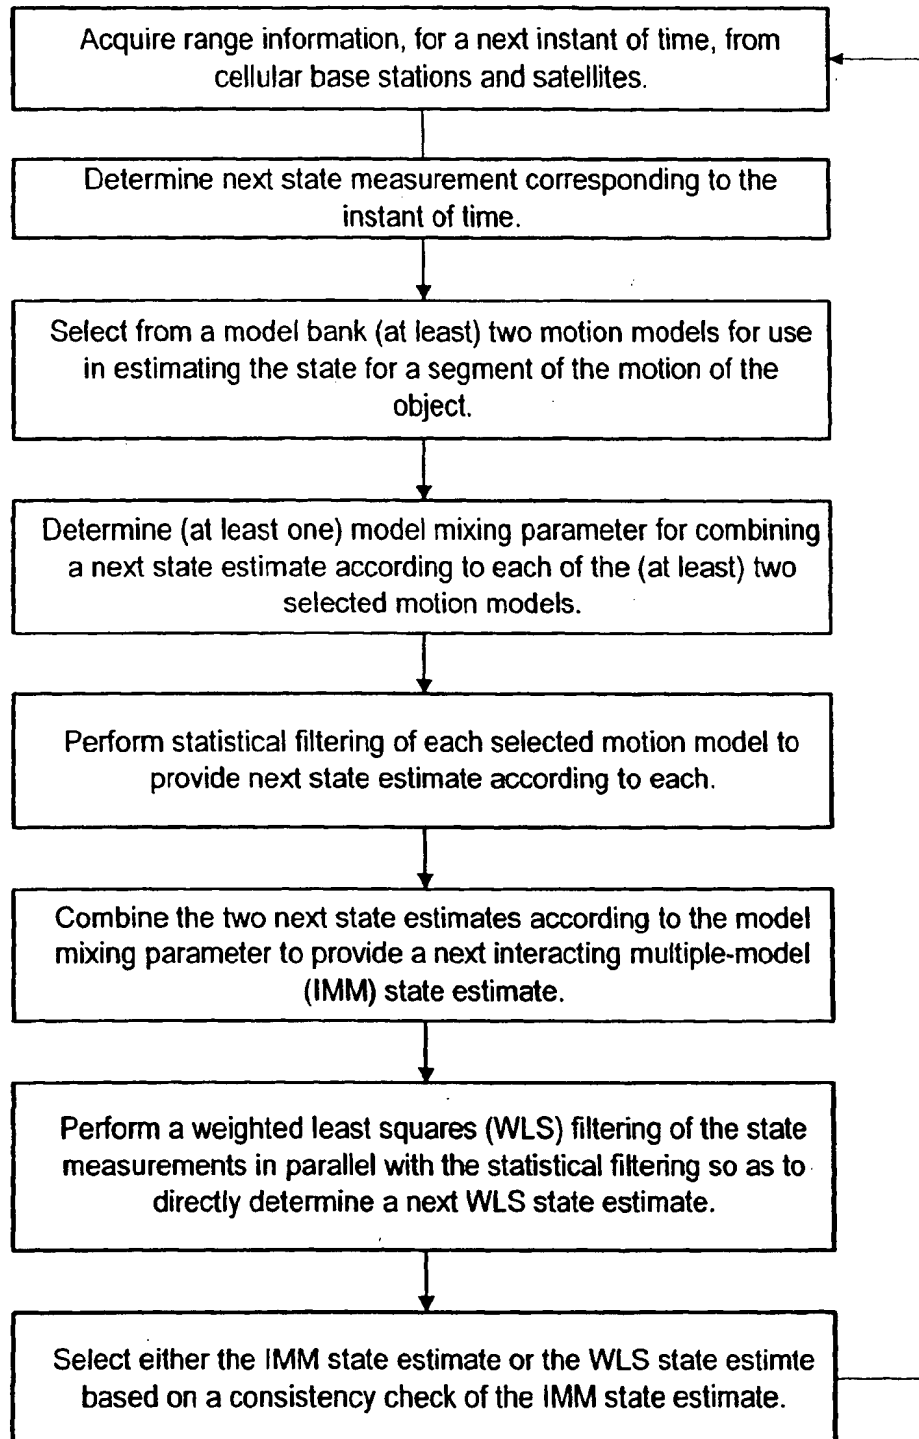 Acquire range information, for a next instant of time, from
cellular base stations and satellites.
Determine next state measurement corresponding to the
instant of time.
Select from a model bank (at least) two motion models for use
in estimating the state for a segment of the motion of the
object.
Determine (at least one) model mixing parameter for combining
a next state estimate according to each of the (at least) two
selected motion models.
Perform statistical filtering of each selected motion model to
provide next state estimate according to each.
Combine the two next state estimates according to the model
mixing parameter to provide a next interacting multiple-model
(IMM) state estimate.
Perform a weighted least squares (WLS) filtering of the state
measurements in parallel with the statistical filtering so as to
directly determine a next WLS state estimate.
Select either the IMM state estimate or the WLS state estimte
based on a consistency check of the IMM state estimate.